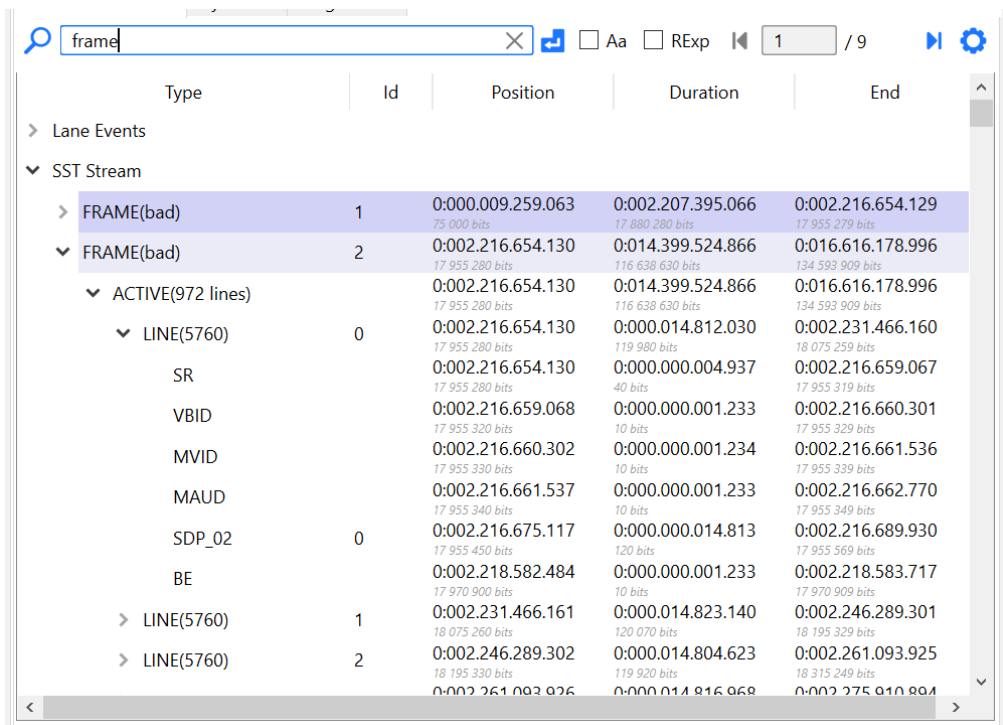 frame
Aa RExp 1 / 9
Type Id Position Duration End
Lane Events
SST Stream
FRAME(bad) 1 0:000.009.259.063 0:002.207.395.066 0:002.216.654.129
75 000 bits 17 880 280 bits 17 955 279 bits
FRAME(bad) 2 0:002.216.654.130 0:014.399.524.866 0:016.616.178.996
17 955 280 bits 116 638 630 bits 134 593 909 bits
ACTIVE(972 lines) 0:002.216.654.130 0:014.399.524.866 0:016.616.178.996
17 955 280 bits 116 638 630 bits 134 593 909 bits
LINE(5760) 0 0:002.216.654.130 0:000.014.812.030 0:002.231.466.160
17 955 280 bits 119 980 bits 18 075 259 bits
SR 0:002.216.654.130 0:000.000.004.937 0:002.216.659.067
17 955 280 bits 40 bits 17 955 319 bits
VBID 0:002.216.659.068 0:000.000.001.233 0:002.216.660.301
17 955 320 bits 10 bits 17 955 329 bits
MVID 0:002.216.660.302 0:000.000.001.234 0:002.216.661.536
17 955 330 bits 10 bits 17 955 339 bits
MAUD 0:002.216.661.537 0:000.000.001.233 0:002.216.662.770
17 955 340 bits 10 bits 17 955 349 bits
SDP_02 0 0:002.216.675.117 0:000.000.014.813 0:002.216.689.930
17 955 450 bits 120 bits 17 955 569 bits
BE 0:002.218.582.484 0:000.000.001.233 0:002.218.583.717
17 970 900 bits 10 bits 17 970 909 bits
LINE(5760) 1 0:002.231.466.161 0:000.014.823.140 0:002.246.289.301
18 075 260 bits 120 070 bits 18 195 329 bits
LINE(5760) 2 0:002.246.289.302 0:000.014.804.623 0:002.261.093.925
18 195 330 bits 119 920 bits 18 315 249 bits
0:002.261.093.926 0:000.014.816.968 0:002.275.910.894